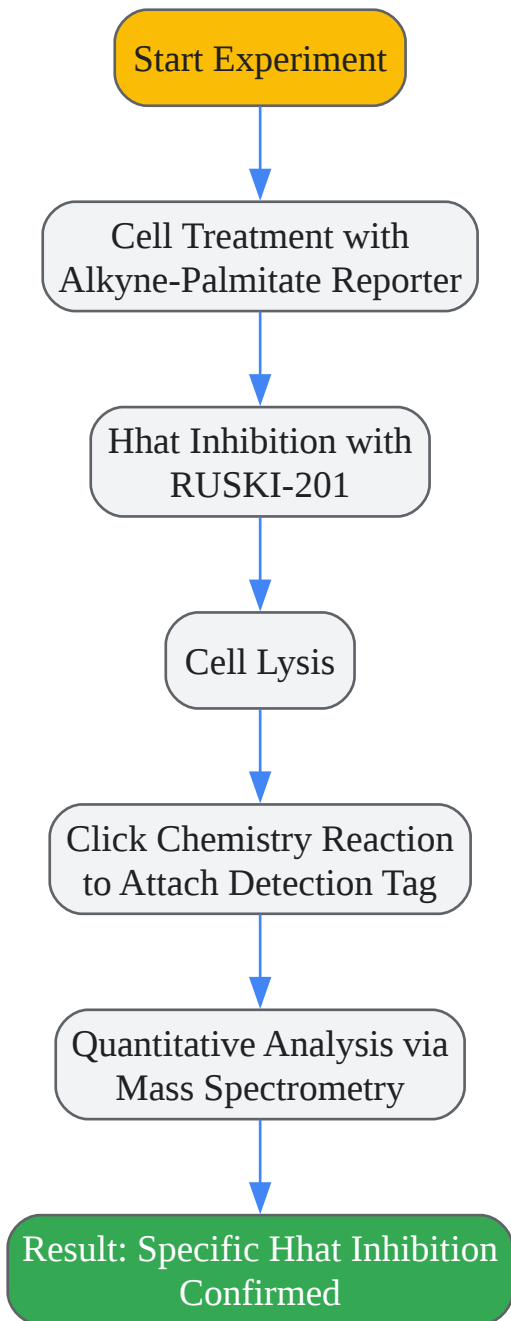 Start Experiment
Cell Treatment with
Alkyne-Palmitate Reporter
Hhat Inhibition with
RUSKI-201
Cell Lysis
Click Chemistry Reaction
to Attach Detection Tag
Quantitative Analysis via
Mass Spectrometry
Result: Specific Hhat Inhibition
Confirmed